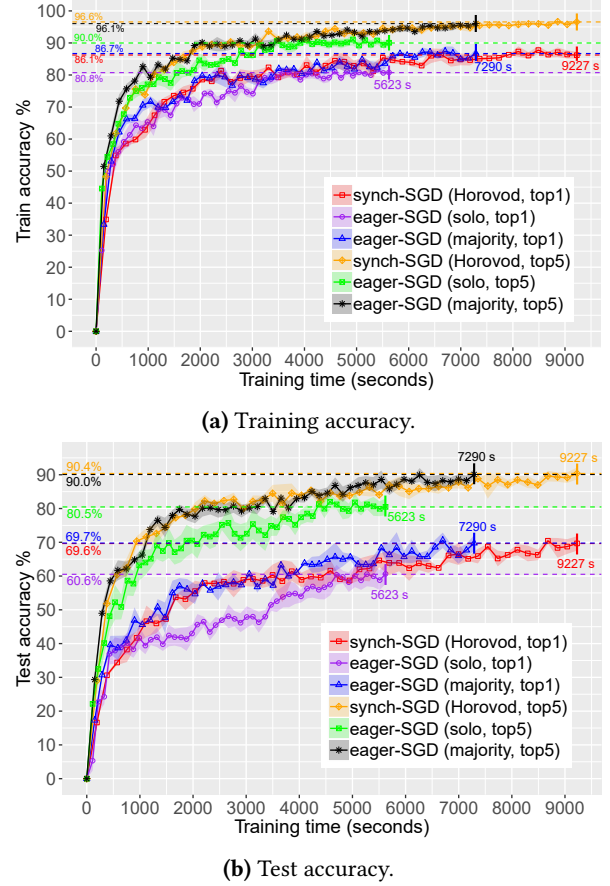 96.6%
96.1%
90.0%
86.7%
86.1%
80.8%
7290 s
9227 s
5623 s
Train accuracy %
100
90
80
70
60
50
40
30
20
10
0
synch-SGD (Horovod, top1)
eager-SGD (solo, top1)
eager-SGD (majority, top1)
synch-SGD (Horovod, top5)
eager-SGD (solo, top5)
eager-SGD (majority, top5)
0 1000 2000 3000 4000 5000 6000 7000 8000 9000
Training time (seconds)
(a) Training accuracy.
7290 s
9227 s
90.4%
90.0%
80.5%
5623 s
7290 s
69.7%
69.6%
9227 s
60.6%
5623 s
Test accuracy %
90
80
70
60
50
40
30
20
10
0
synch-SGD (Horovod, top1)
eager-SGD (solo, top1)
eager-SGD (majority, top1)
synch-SGD (Horovod, top5)
eager-SGD (solo, top5)
eager-SGD (majority, top5)
0 1000 2000 3000 4000 5000 6000 7000 8000 9000
Training time (seconds)
(b) Test accuracy.